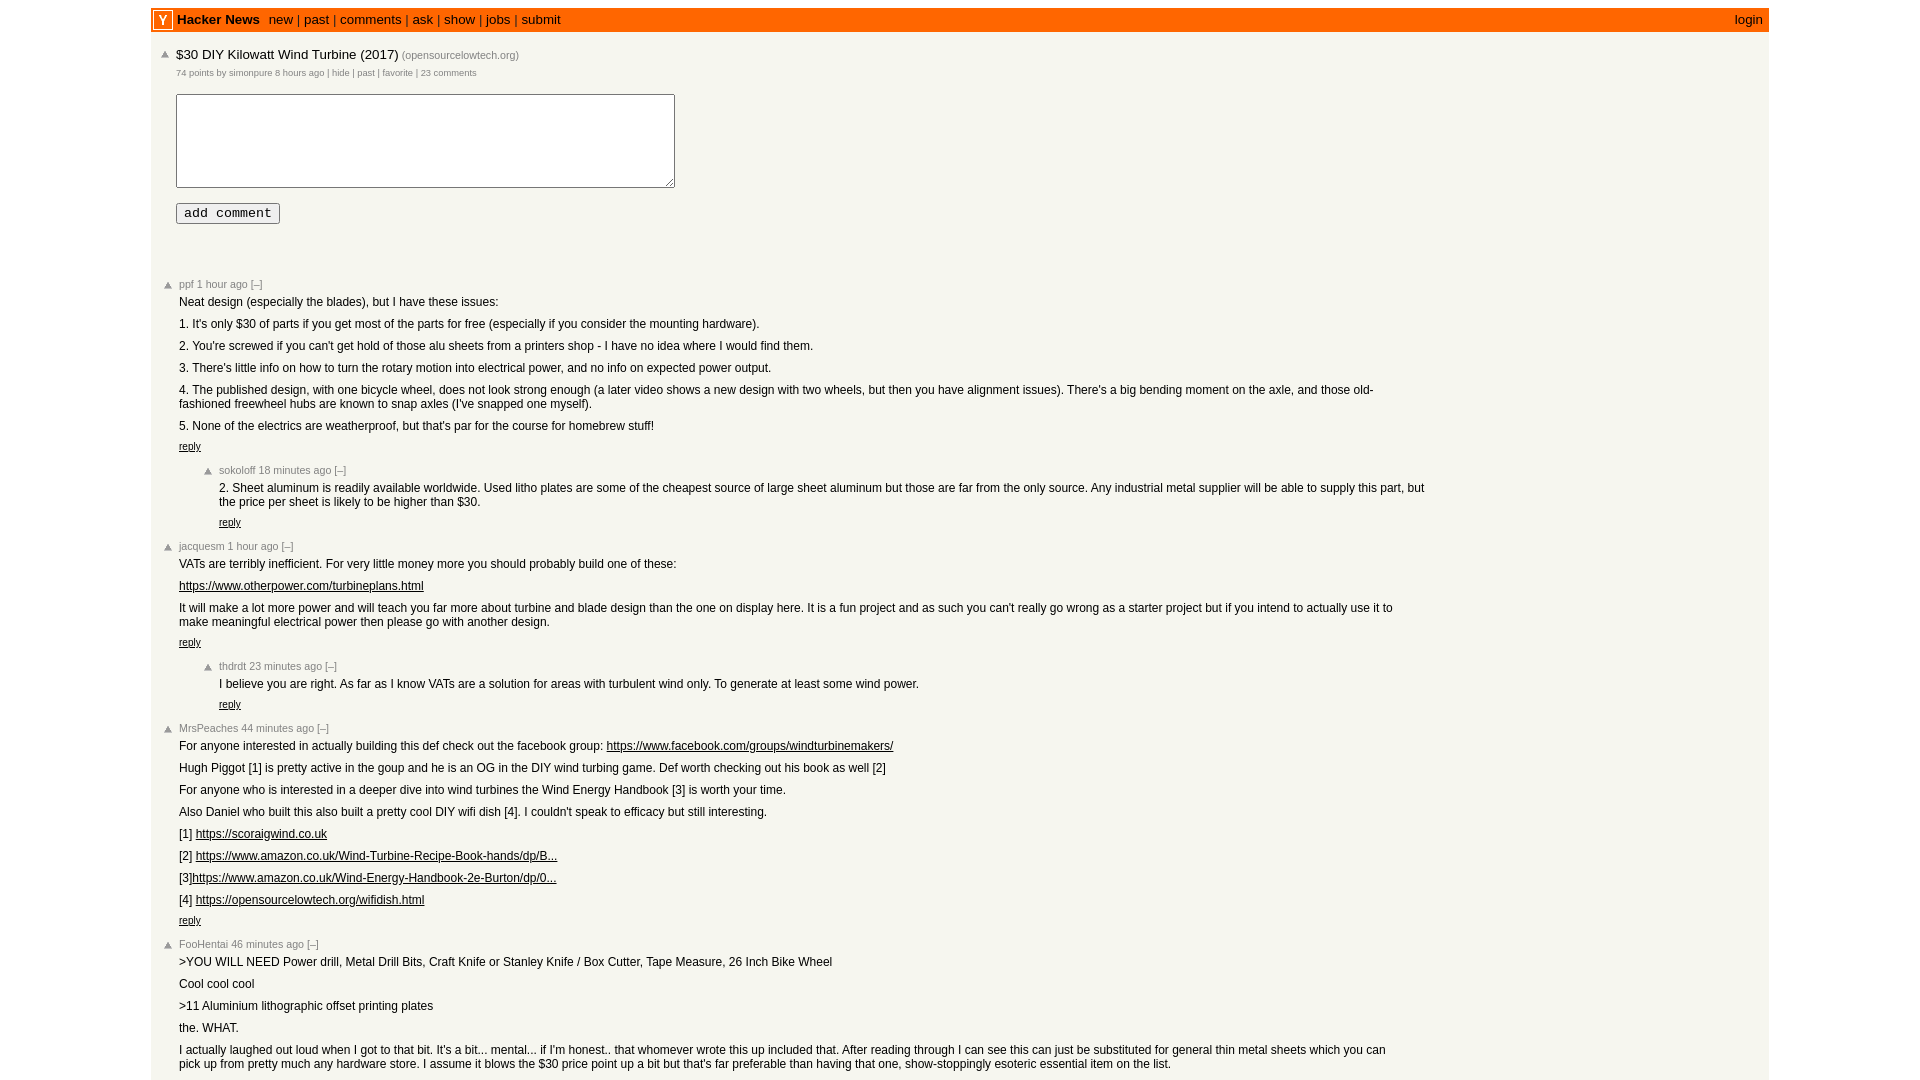 Y Hacker News new | past | comments | ask | show | jobs | submit login
$30 DIY Kilowatt Wind Turbine (2017) (opensourcelowtech.org)
74 points by simonpure 8 hours ago | hide | past | favorite | 23 comments
add comment
ppf 1 hour ago [–]
Neat design (especially the blades), but I have these issues:
1. It's only $30 of parts if you get most of the parts for free (especially if you consider the mounting hardware).
2. You're screwed if you can't get hold of those alu sheets from a printers shop - I have no idea where I would find them.
3. There's little info on how to turn the rotary motion into electrical power, and no info on expected power output.
4. The published design, with one bicycle wheel, does not look strong enough (a later video shows a new design with two wheels, but then you have alignment issues). There's a big bending moment on the axle, and those old-
fashioned freewheel hubs are known to snap axles (I've snapped one myself).
5. None of the electrics are weatherproof, but that's par for the course for homebrew stuff!
reply
sokoloff 18 minutes ago [–]
2. Sheet aluminum is readily available worldwide. Used litho plates are some of the cheapest source of large sheet aluminum but those are far from the only source. Any industrial metal supplier will be able to supply this part, but
the price per sheet is likely to be higher than $30.
reply
jacquesm 1 hour ago [–]
VATs are terribly inefficient. For very little money more you should probably build one of these:
https://www.otherpower.com/turbineplans.html
It will make a lot more power and will teach you far more about turbine and blade design than the one on display here. It is a fun project and as such you can't really go wrong as a starter project but if you intend to actually use it to
make meaningful electrical power then please go with another design.
reply
thdrdt 23 minutes ago [–]
I believe you are right. As far as I know VATs are a solution for areas with turbulent wind only. To generate at least some wind power.
reply
MrsPeaches 44 minutes ago [–]
For anyone interested in actually building this def check out the facebook group: https://www.facebook.com/groups/windturbinemakers/
Hugh Piggot [1] is pretty active in the goup and he is an OG in the DIY wind turbing game. Def worth checking out his book as well [2]
For anyone who is interested in a deeper dive into wind turbines the Wind Energy Handbook [3] is worth your time.
Also Daniel who built this also built a pretty cool DIY wifi dish [4]. I couldn't speak to efficacy but still interesting.
[1] https://scoraigwind.co.uk
[2] https://www.amazon.co.uk/Wind-Turbine-Recipe-Book-hands/dp/B...
[3]https://www.amazon.co.uk/Wind-Energy-Handbook-2e-Burton/dp/0...
[4] https://opensourcelowtech.org/wifidish.html
reply
FooHentai 46 minutes ago [–]
>YOU WILL NEED Power drill, Metal Drill Bits, Craft Knife or Stanley Knife / Box Cutter, Tape Measure, 26 Inch Bike Wheel
Cool cool cool
>11 Aluminium lithographic offset printing plates
the. WHAT.
I actually laughed out loud when I got to that bit. It's a bit... mental... if I'm honest.. that whomever wrote this up included that. After reading through I can see this can just be substituted for general thin metal sheets which you can
pick up from pretty much any hardware store. I assume it blows the $30 price point up a bit but that's far preferable than having that one, show-stoppingly esoteric essential item on the list.